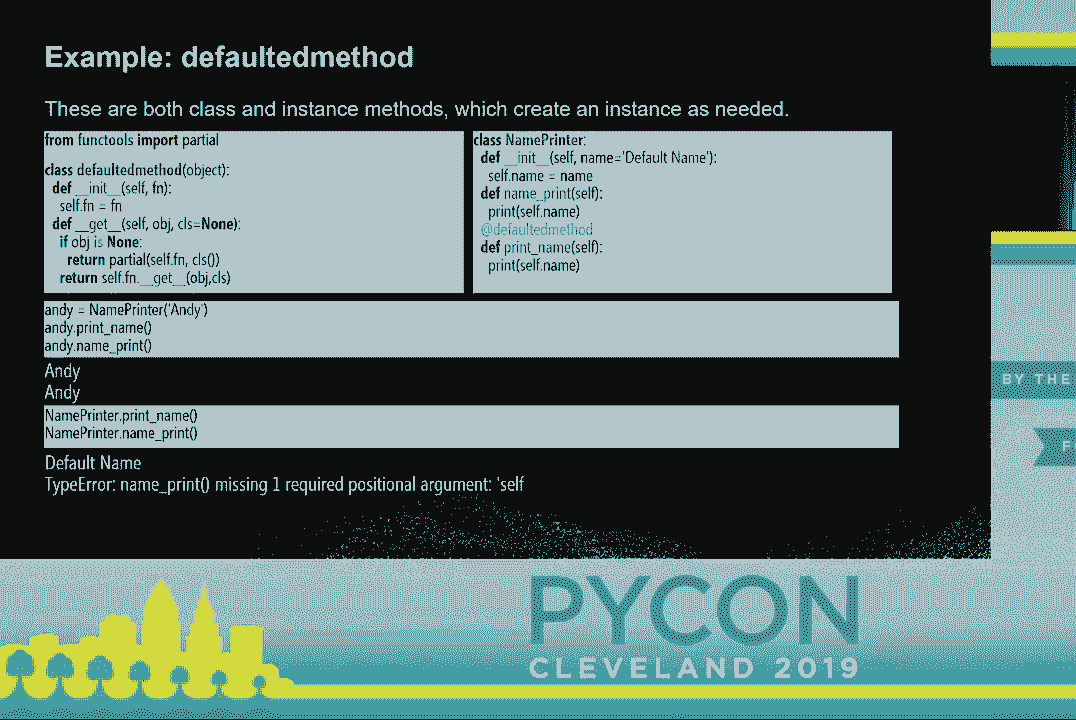 Example: defaultedmethod
These are both class and instance methods, which create an instance as needed.
from functools import partial
class defaultedmethod(object):
def __init__(self, fn):
self.fn = fn
def __get__(self, obj, cls=None):
if obj is None:
return partial(self.fn, cls())
return self.fn.__get__(obj,cls)
class NamePrinter:
def __init__(self, name='Default Name'):
self.name = name
def name_print(self):
print(self.name)
@defaultedmethod
def print_name(self):
print(self.name)
andy = NamePrinter('Andy')
andy.print_name()
andy.name_print()
Andy
Andy
NamePrinter.print_name()
NamePrinter.name_print()
Default Name
TypeError: name_print() missing 1 required positional argument: 'self
BY THE
PYCON
CLEVELAND 2019